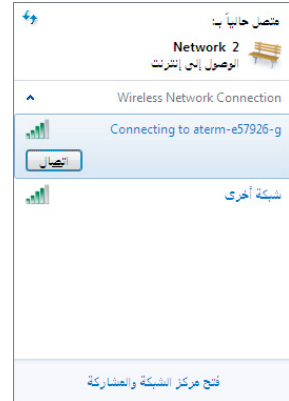 متصل حالياً بـ:
Network 2
الوصول إلى إنترنت
Wireless Network Connection
Connecting to aterm-e57926-g
اتصال
شبكة أخرى
فتح مركز الشبكة والمشاركة